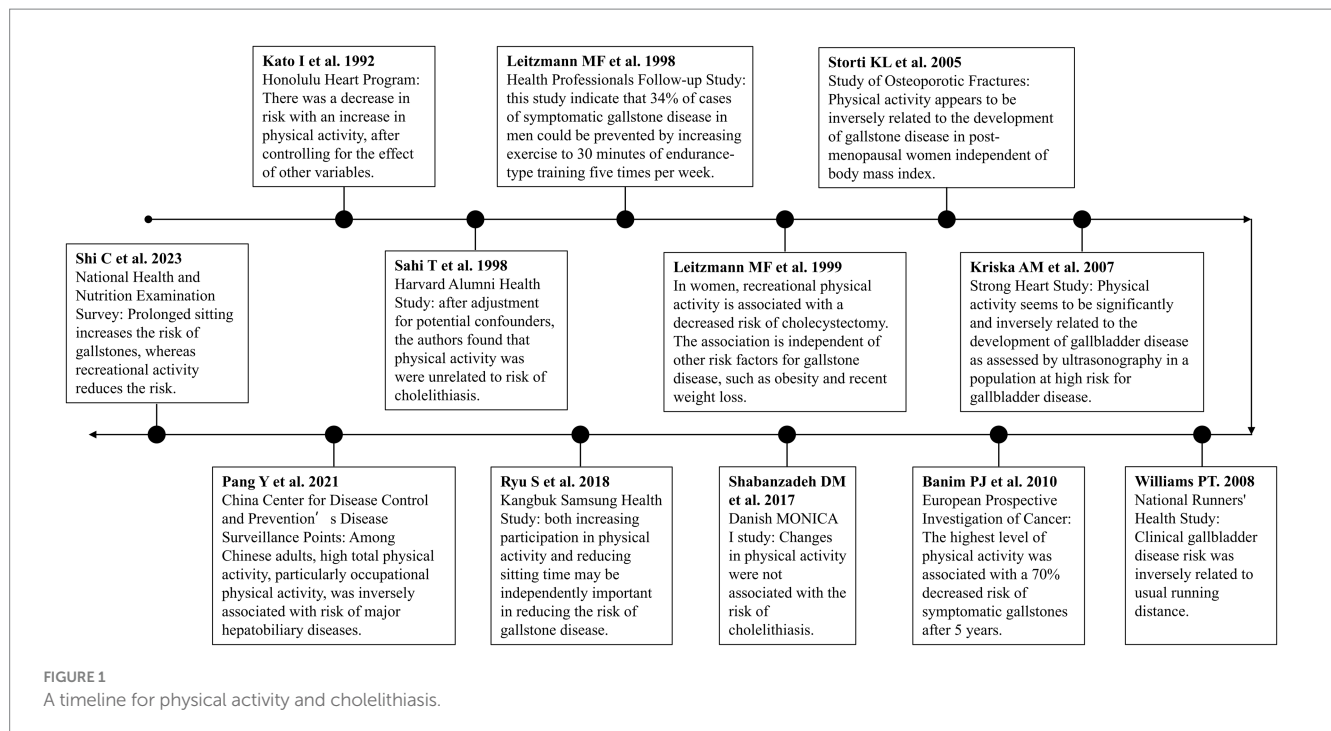 Kato I et al. 1992
Honolulu Heart Program:
There was a decrease in
risk with an increase in
physical activity, after
controlling for the effect
of other variables.
Leitzmann MF et al. 1998
Health Professionals Follow-up Study:
this study indicate that 34% of cases
of symptomatic gallstone disease in
men could be prevented by increasing
exercise to 30 minutes of endurance-
type training five times per week.
Storti KL et al. 2005
Study of Osteoporotic Fractures:
Physical activity appears to be
inversely related to the development
of gallstone disease in post-
menopausal women independent of
body mass index.
Shi C et al. 2023
National Health and
Nutrition Examination
Survey: Prolonged sitting
increases the risk of
gallstones, whereas
recreational activity
reduces the risk.
Sahi T et al. 1998
Harvard Alumni Health
Study: after adjustment
for potential confounders,
the authors found that
physical activity was
were unrelated to risk of
cholelithiasis.
Leitzmann MF et al. 1999
In women, recreational physical
activity is associated with a
decreased risk of cholecystectomy.
The association is independent of
other risk factors for gallstone
disease, such as obesity and recent
weight loss.
Kriska AM et al. 2007
Strong Heart Study: Physical
activity seems to be significantly
and inversely related to the
development of gallbladder disease
as assessed by ultrasonography in a
population at high risk for
gallbladder disease.
Pang Y et al. 2021
China Center for Disease Control
and Prevention′ s Disease
Surveillance Points: Among
Chinese adults, high total physical
activity, particularly occupational
physical activity, was inversely
associated with risk of major
hepatobiliary diseases.
Ryu S et al. 2018
Kangbuk Samsung Health
Study: both increasing
participation in physical
activity and reducing
sitting time may be
independently important
in reducing the risk of
gallstone disease.
Shabanzadeh DM
et al. 2017
Danish MONICA
I study: Changes
in physical activity
were not
associated with the
risk of
cholelithiasis.
Banim PJ et al. 2010
European Prospective
Investigation of Cancer:
The highest level of
physical activity was
associated with a 70%
decreased risk of
symptomatic gallstones
after 5 years.
Williams PT. 2008
National Runners'
Health Study:
Clinical gallbladder
disease risk was
inversely related to
usual running
distance.
FIGURE 1
A timeline for physical activity and cholelithiasis.